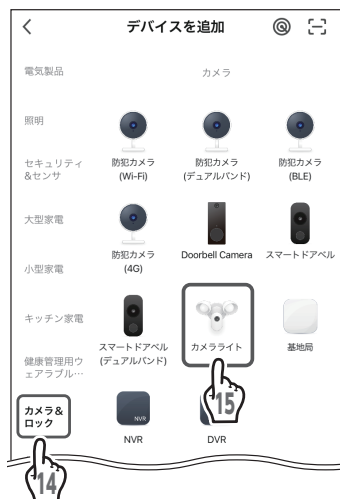 デバイスを追加
電気製品
カメラ
照明
セキュリティ
&センサ
防犯カメラ
(Wi-Fi)
防犯カメラ
(デュアルバンド)
防犯カメラ
(BLE)
大型家電
防犯カメラ
(4G)
Doorbell Camera
スマートドアベル
小型家電
キッチン家電
スマートドアベル
(デュアルバンド)
カメラライト
基地局
健康管理用ウ
ェアラブル…
カメラ&
ロック
NVR
NVR
DVR
15
14